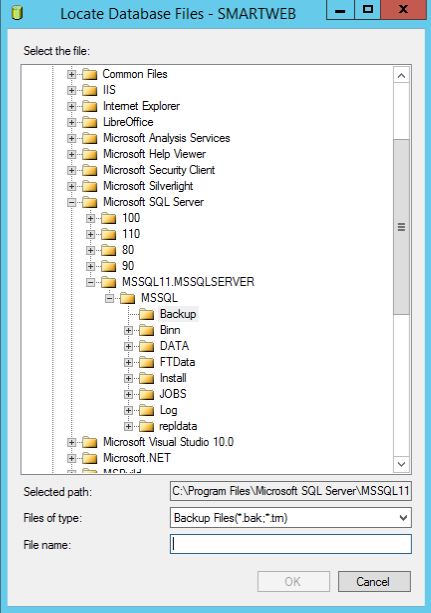 Locate Database Files - SMARTWEB
Select the file:
Common Files
IIS
Internet Explorer
LibreOffice
Microsoft Analysis Services
Microsoft Help Viewer
Microsoft Security Client
Microsoft Silverlight
Microsoft SQL Server
100
110
80
90
MSSQL11.MSSQLSERVER
MSSQL
Backup
Binn
DATA
FTData
Install
JOBS
Log
repldata
Microsoft Visual Studio 10.0
Microsoft.NET
MSBuild
Selected path: C:\Program Files\Microsoft SQL Server\MSSQL11
Files of type: Backup Files(*.bak;*.trn)
File name:
OK Cancel